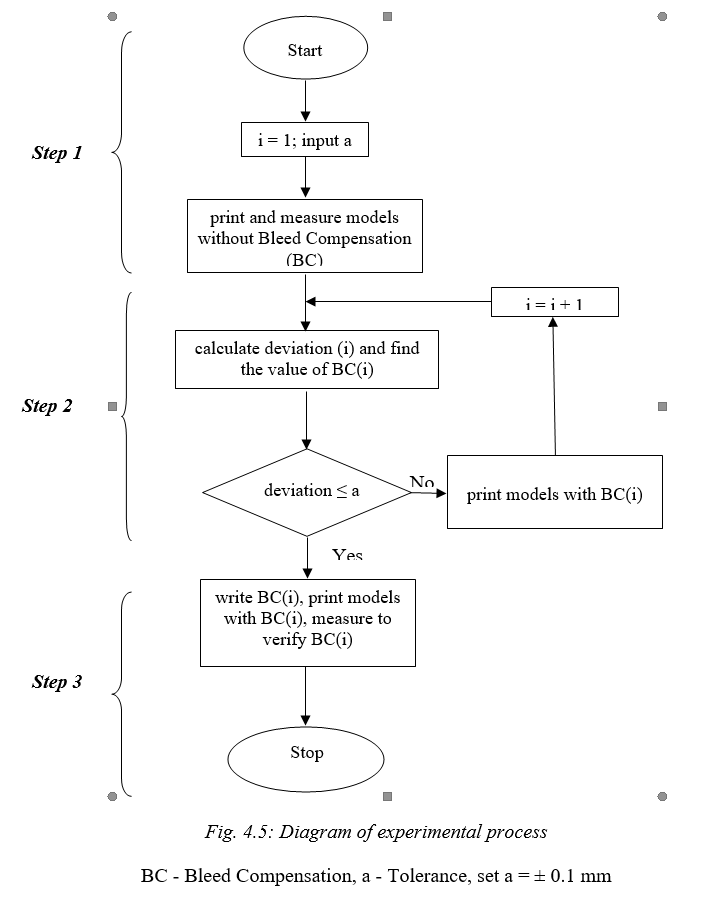 Start
Step 1
i = 1; input a
print and measure models
without Bleed Compensation
(BC)
i = i + 1
calculate deviation (i) and find
the value of BC(i)
Step 2
deviation ≤ a
No
print models with BC(i)
Yes
write BC(i), print models
with BC(i), measure to
verify BC(i)
Step 3
Stop
Fig. 4.5: Diagram of experimental process
BC - Bleed Compensation, a - Tolerance, set a = ± 0.1 mm